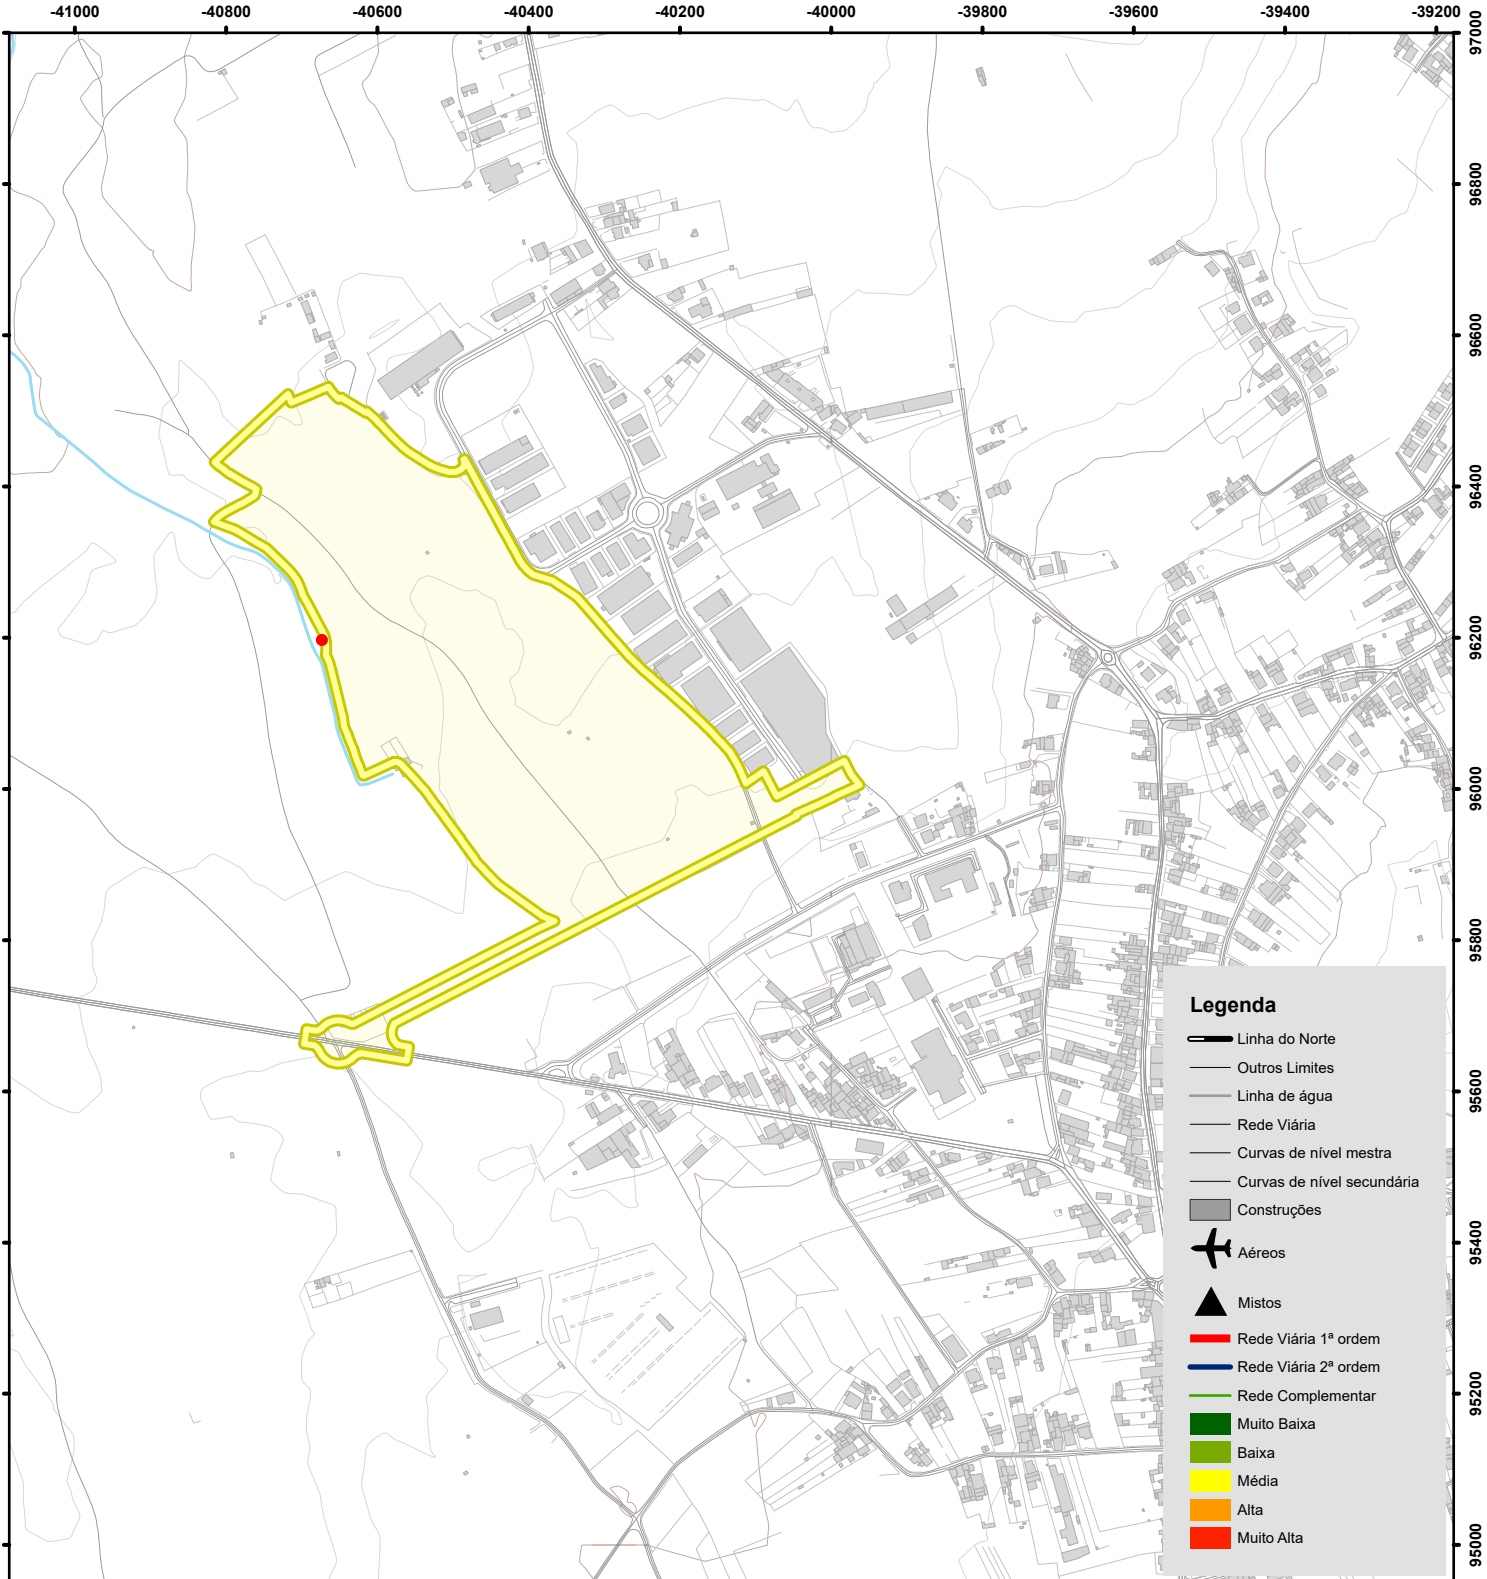 -41000 -40800 -40600 -40400 -40200 -40000 -39800 -39600 -39400 -39200
97000
96800
96600
96400
96200
96000
95800
95600
95400
95200
95000
Legenda
Linha do Norte
Outros Limites
Linha de água
Rede Viária
Curvas de nível mestra
Curvas de nível secundária
Construções
Aéreos
Mistos
Rede Viária 1ª ordem
Rede Viária 2ª ordem
Rede Complementar
Muito Baixa
Baixa
Média
Alta
Muito Alta